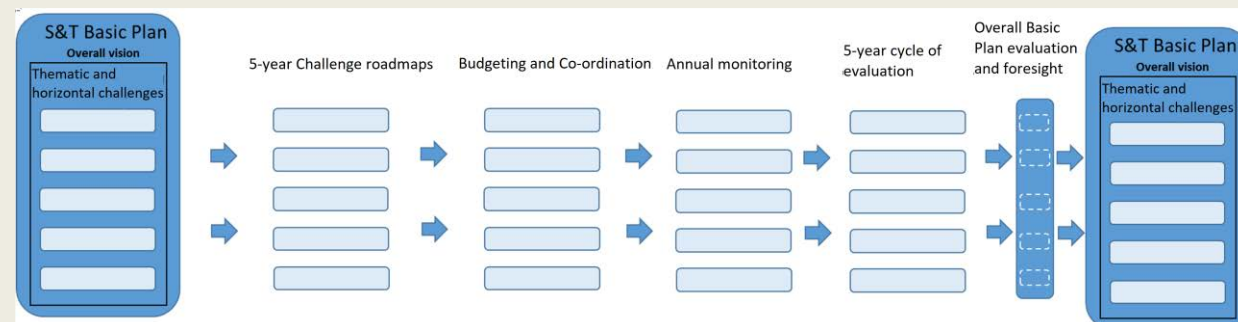 S&T Basic Plan
Overall vision
Thematic and
horizontal challenges
5-year Challenge roadmaps
Budgeting and Co-ordination
Annual monitoring
5-year cycle of
evaluation
Overall Basic
Plan evaluation
and foresight
S&T Basic Plan
Overall vision
Thematic and
horizontal challenges